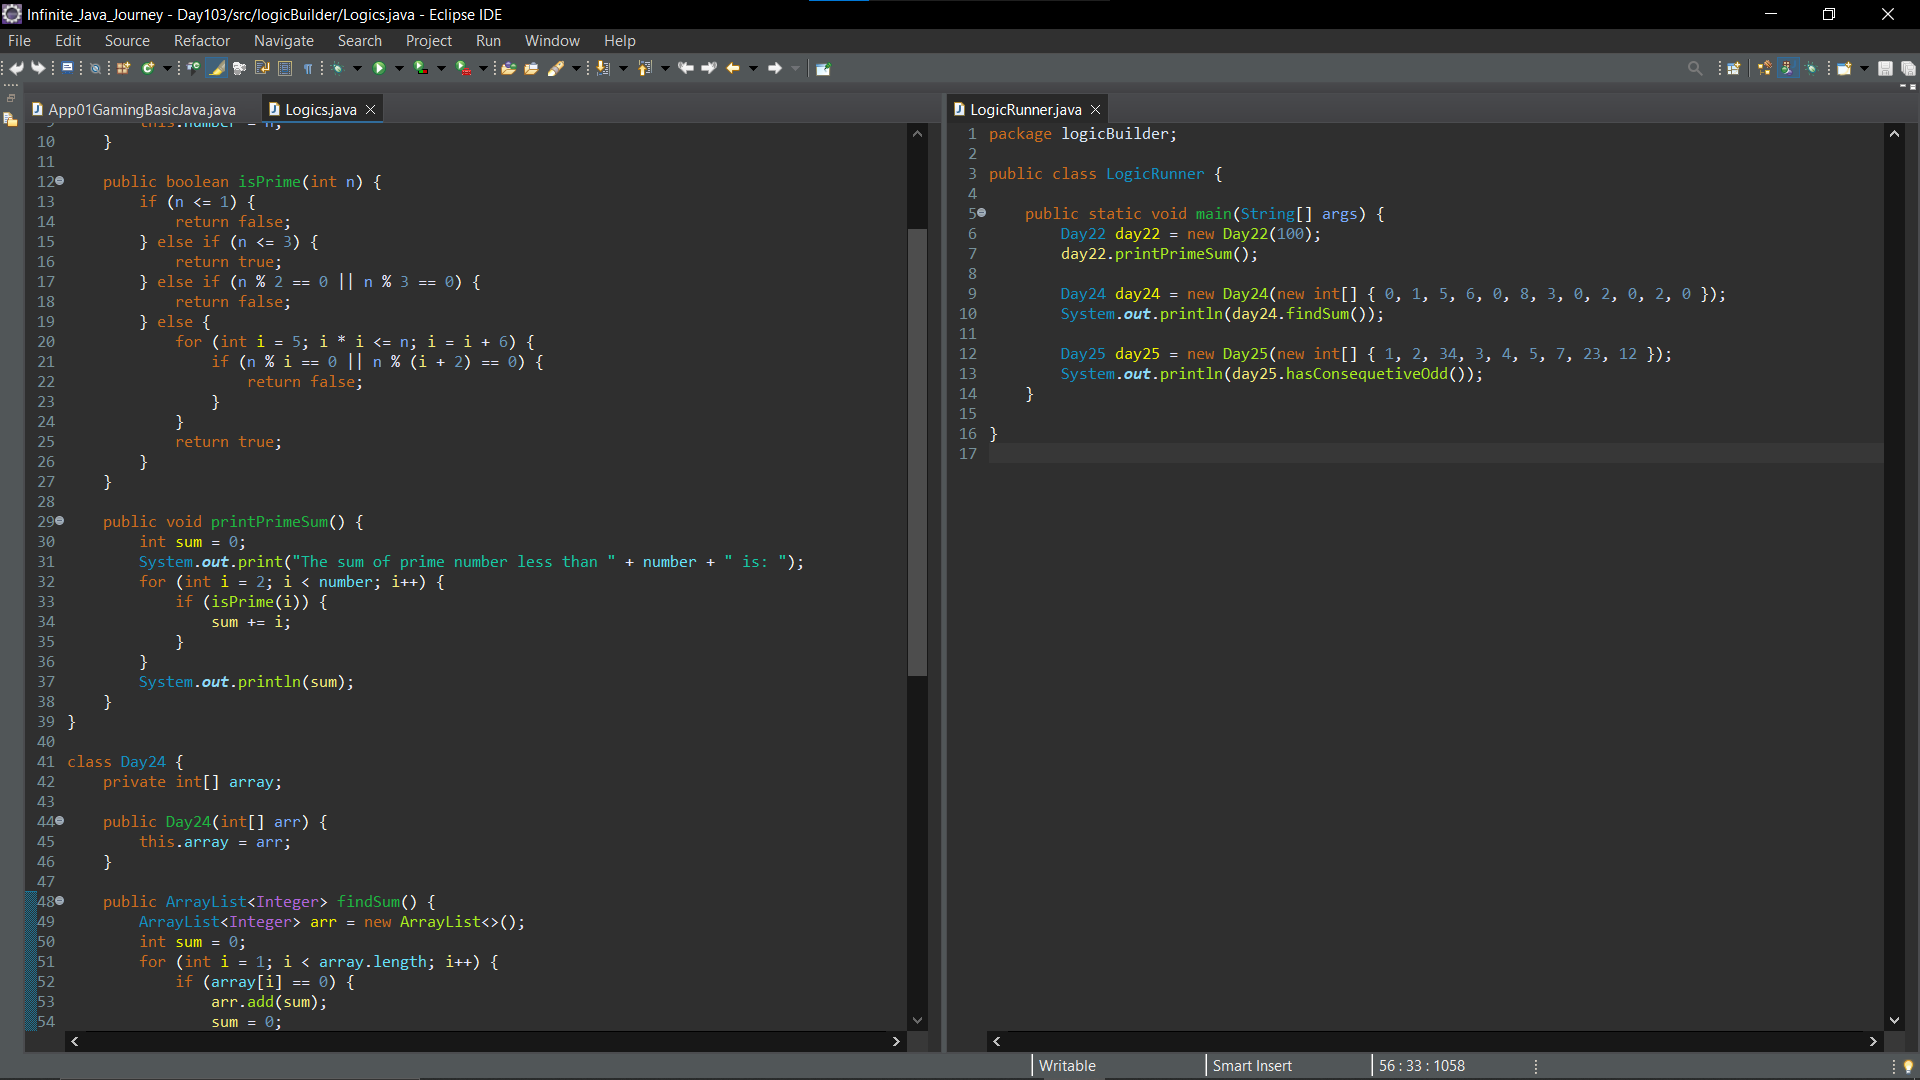 Infinite_Java_Journey - Day103/src/logicBuilder/Logics.java - Eclipse IDE
File Edit Source Refactor Navigate Search Project Run Window Help
App01GamingBasicJava.java Logics.java
9 this.number = n;
10 }
11
12 public boolean isPrime(int n) {
13 if (n <= 1) {
14 return false;
15 } else if (n <= 3) {
16 return true;
17 } else if (n % 2 == 0 || n % 3 == 0) {
18 return false;
19 } else {
20 for (int i = 5; i * i <= n; i = i + 6) {
21 if (n % i == 0 || n % (i + 2) == 0) {
22 return false;
23 }
24 }
25 return true;
26 }
27 }
28
29 public void printPrimeSum() {
30 int sum = 0;
31 System.out.print("The sum of prime number less than " + number + " is: ");
32 for (int i = 2; i < number; i++) {
33 if (isPrime(i)) {
34 sum += i;
35 }
36 }
37 System.out.println(sum);
38 }
39 }
40
41 class Day24 {
42 private int[] array;
43
44 public Day24(int[] arr) {
45 this.array = arr;
46 }
47
48 public ArrayList<Integer> findSum() {
49 ArrayList<Integer> arr = new ArrayList<>();
50 int sum = 0;
51 for (int i = 1; i < array.length; i++) {
52 if (array[i] == 0) {
53 arr.add(sum);
54 sum = 0;
LogicRunner.java
1 package logicBuilder;
2
3 public class LogicRunner {
4
5 public static void main(String[] args) {
6 Day22 day22 = new Day22(100);
7 day22.printPrimeSum();
8
9 Day24 day24 = new Day24(new int[] { 0, 1, 5, 6, 0, 8, 3, 0, 2, 0, 2, 0 });
10 System.out.println(day24.findSum());
11
12 Day25 day25 = new Day25(new int[] { 1, 2, 34, 3, 4, 5, 7, 23, 12 });
13 System.out.println(day25.hasConsequetiveOdd());
14 }
15
16 }
17
Writable Smart Insert 56 : 33 : 1058